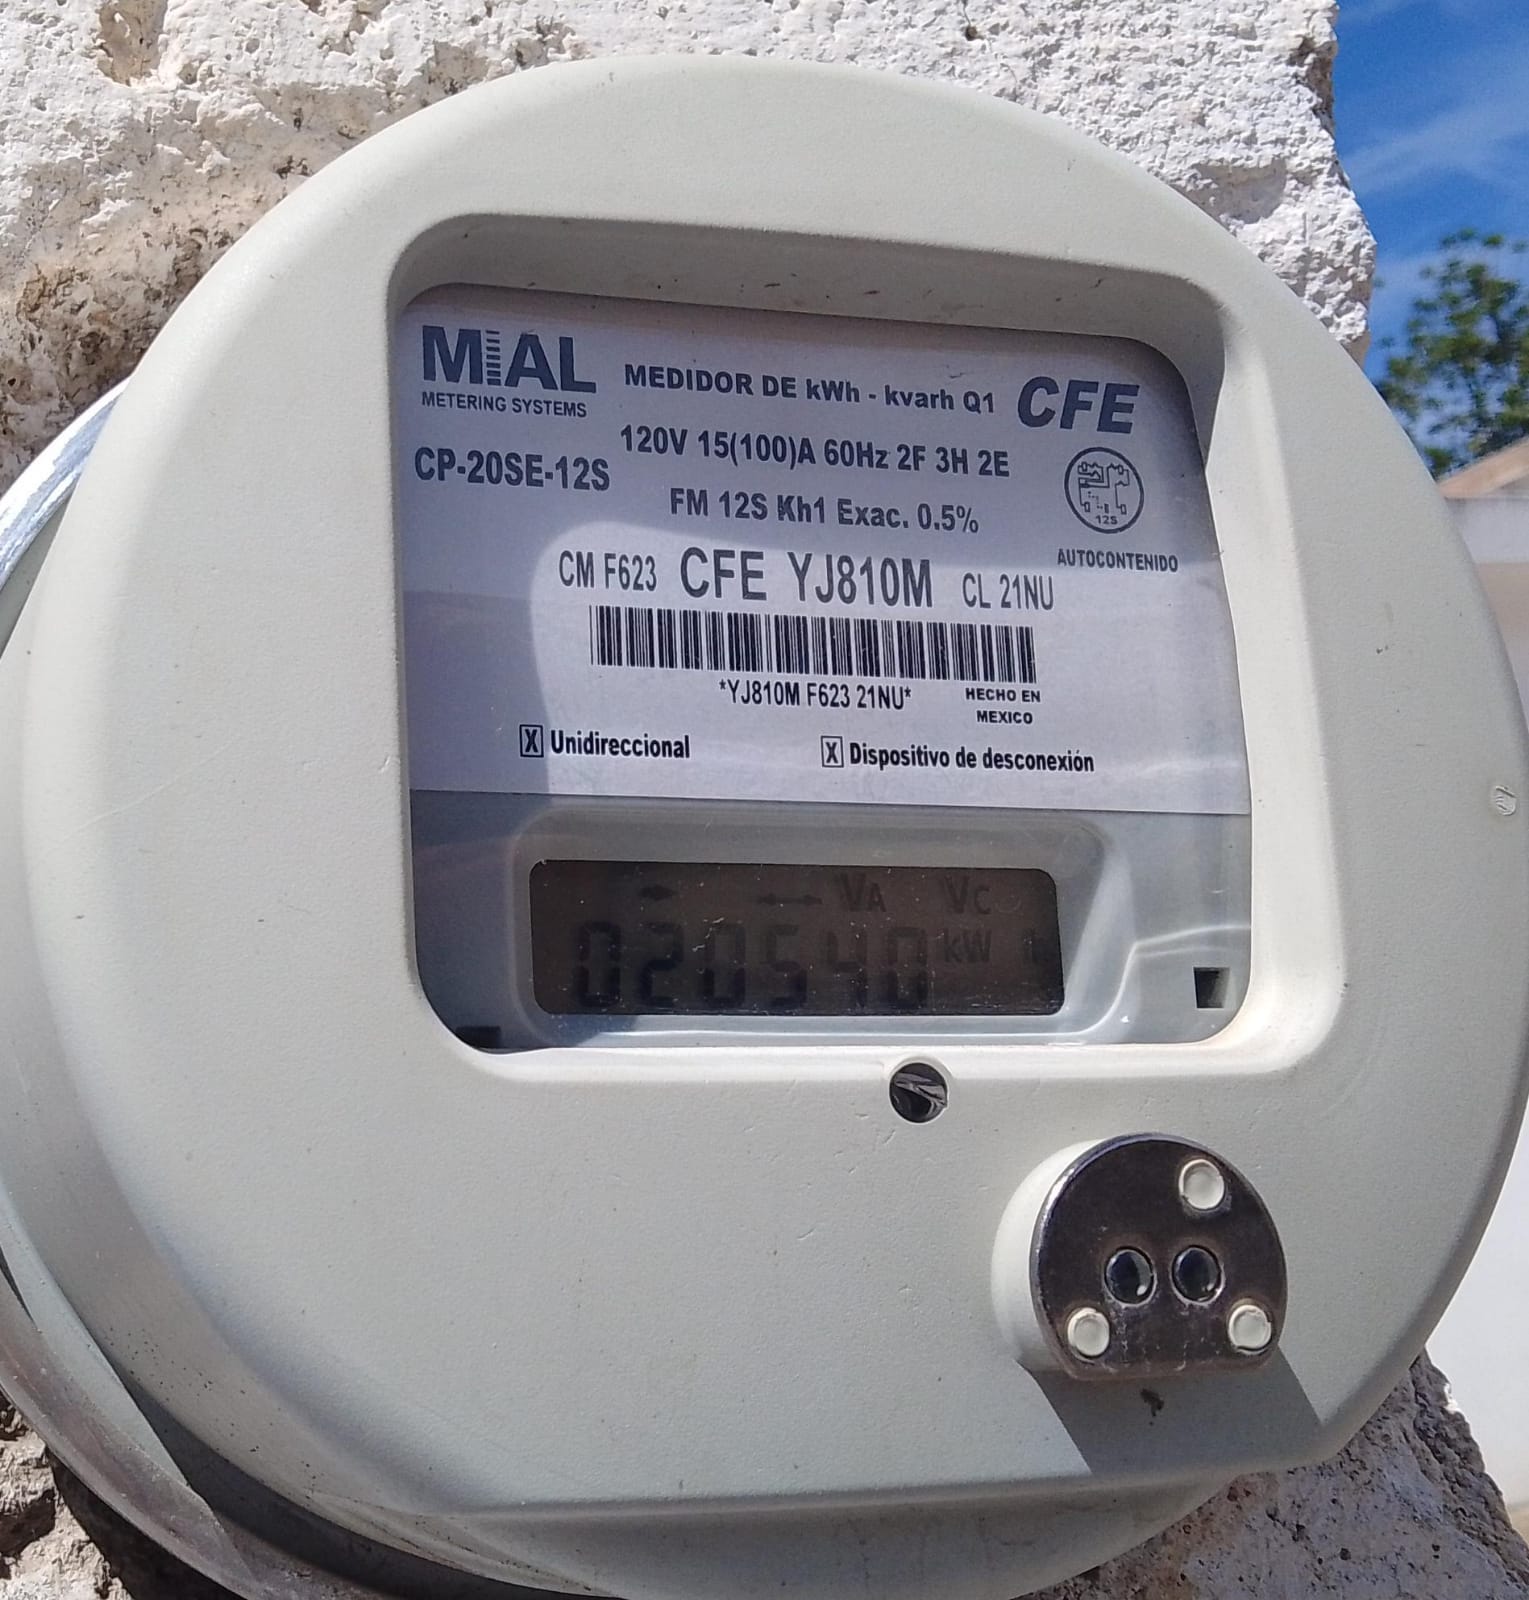 MIAL
METERING SYSTEMS
MEDIDOR DE kWh - kvarh Q1
CFE
CP-20SE-12S
120V 15(100)A 60Hz 2F 3H 2E
FM 12S Kh1 Exac. 0.5%
12S
AUTOCONTENIDO
CM F623 CFE YJ810M CL 21NU
*YJ810M F623 21NU*
HECHO EN
MEXICO
X Unidireccional
X Dispositivo de desconexión
VA VC
020540 kW h